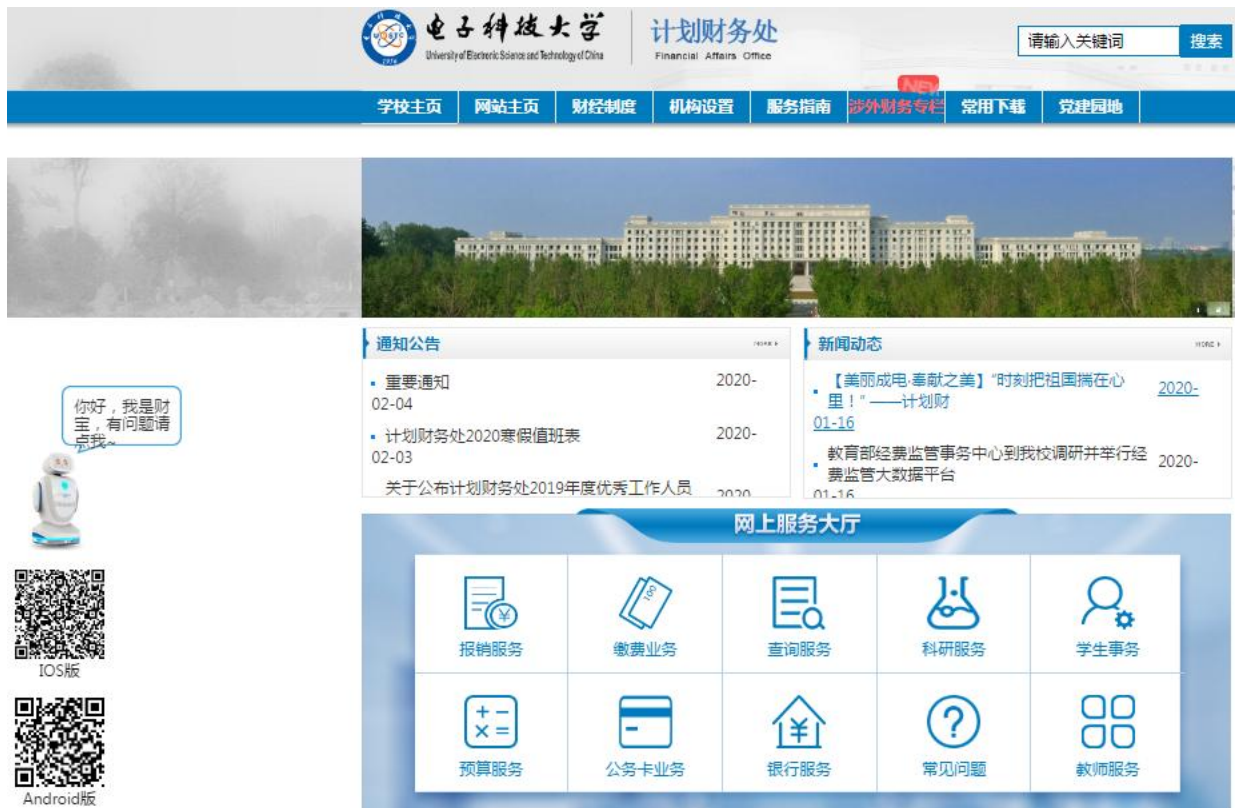 电子科技大学
University of Electronic Science and Technology of China
计划财务处
Financial Affairs Office
请输入关键词
搜索
NEW
学校主页 网站主页 财经制度 机构设置 服务指南 涉外财务专栏 常用下载 党建园地
通知公告
MORE
重要通知 2020-
02-04
计划财务处2020寒假值班表 2020-
02-03
关于公布计划财务处2019年度优秀工作人员 2020
新闻动态
MORE
【美丽成电·奉献之美】“时刻把祖国揣在心
里！”——计划财 2020-
01-16
教育部经费监管事务中心到我校调研并举行经
费监管大数据平台 2020-
01-16
你好，我是财
宝，有问题请
点我~
IOS版
Android版
网上服务大厅
100
报销服务 缴费业务 查询服务 科研服务 学生事务
预算服务 公务卡业务 银行服务 常见问题 教师服务